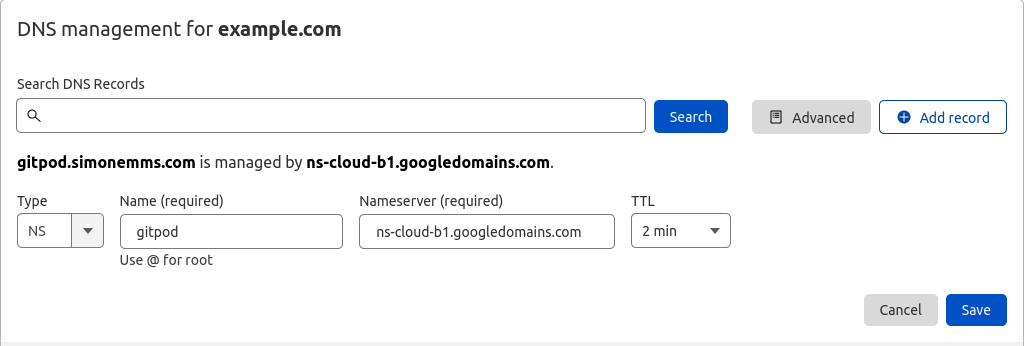 DNS management for example.com
Search DNS Records
Search
Advanced
Add record
gitpod.simonemms.com is managed by ns-cloud-b1.googledomains.com.
Type
Name (required)
Nameserver (required)
TTL
NS
gitpod
ns-cloud-b1.googledomains.com
2 min
Use @ for root
Cancel
Save